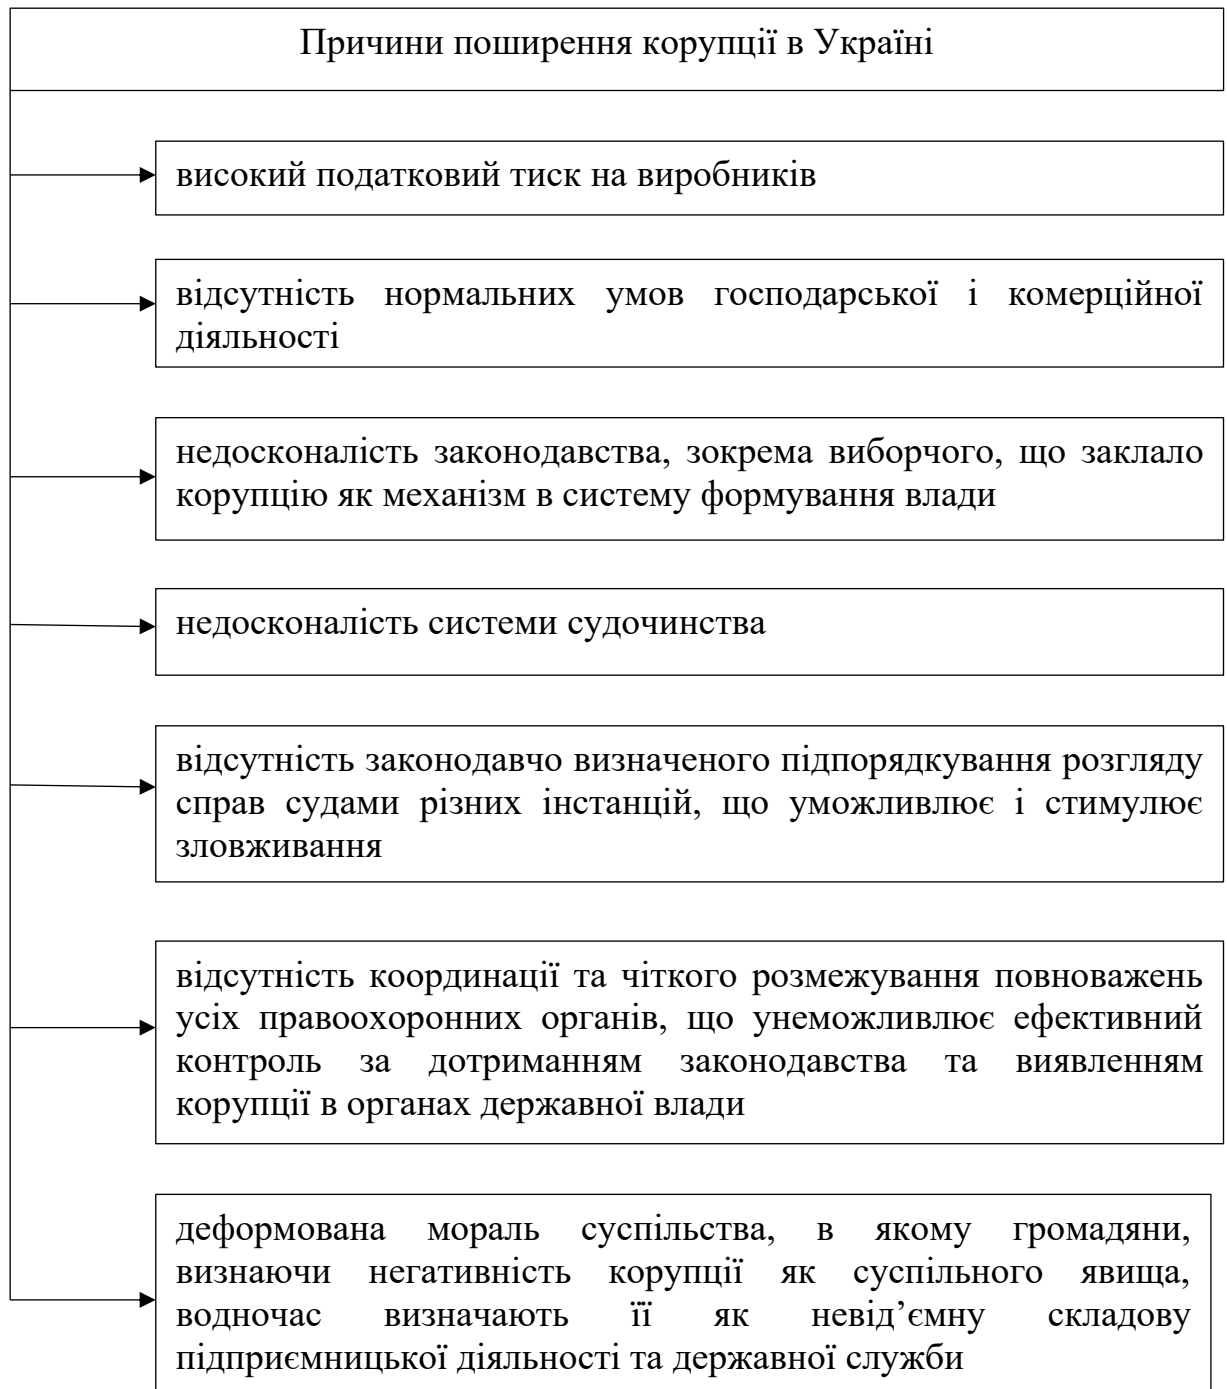 Причини поширення корупції в Україні
високий податковий тиск на виробників
відсутність нормальних умов господарської і комерційної
діяльності
недосконалість законодавства, зокрема виборчого, що заклало
корупцію як механізм в систему формування влади
недосконалість системи судочинства
відсутність законодавчо визначеного підпорядкування розгляду
справ судами різних інстанцій, що уможливлює і стимулює
зловживання
відсутність координації та чіткого розмежування повноважень
усіх правоохоронних органів, що унеможливлює ефективний
контроль за дотриманням законодавства та виявленням
корупції в органах державної влади
деформована мораль суспільства, в якому громадяни,
визнаючи негативність корупції як суспільного явища,
водночас визначають її як невід’ємну складову
підприємницької діяльності та державної служби